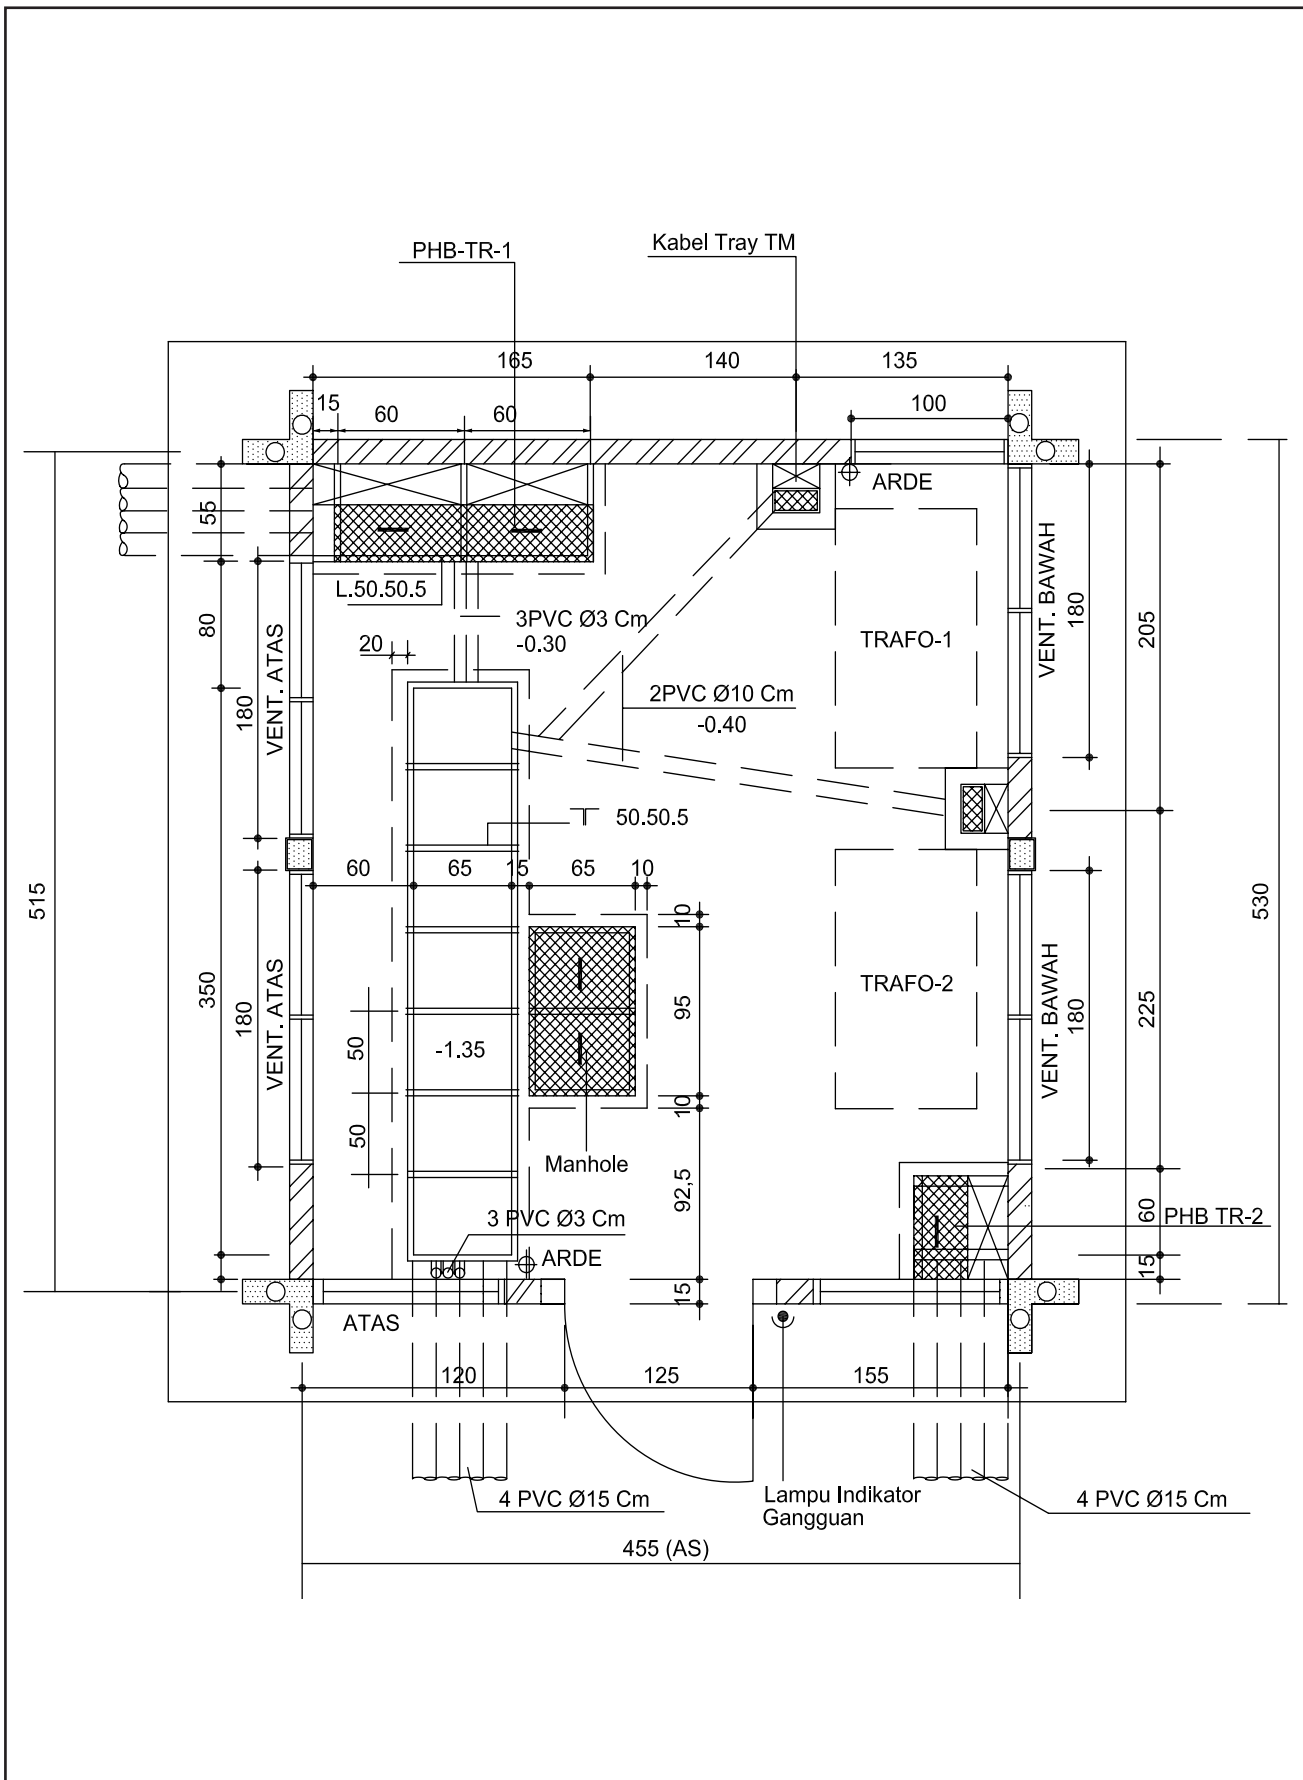 PHB-TR-1
Kabel Tray TM
165
140
135
15
60
60
100
ARDE
55
L.50.50.5
3PVC Ø3 Cm
-0.30
80
20
VENT. ATAS
180
TRAFO-1
VENT. BAWAH
180
205
2PVC Ø10 Cm
-0.40
50.50.5
60
65
15
65
10
515
530
10
350
180
VENT. ATAS
50
-1.35
95
TRAFO-2
VENT. BAWAH
180
225
10
50
Manhole
92,5
3 PVC Ø3 Cm
60
PHB TR-2
ARDE
15
15
ATAS
120
125
155
4 PVC Ø15 Cm
Lampu Indikator
Gangguan
4 PVC Ø15 Cm
455 (AS)